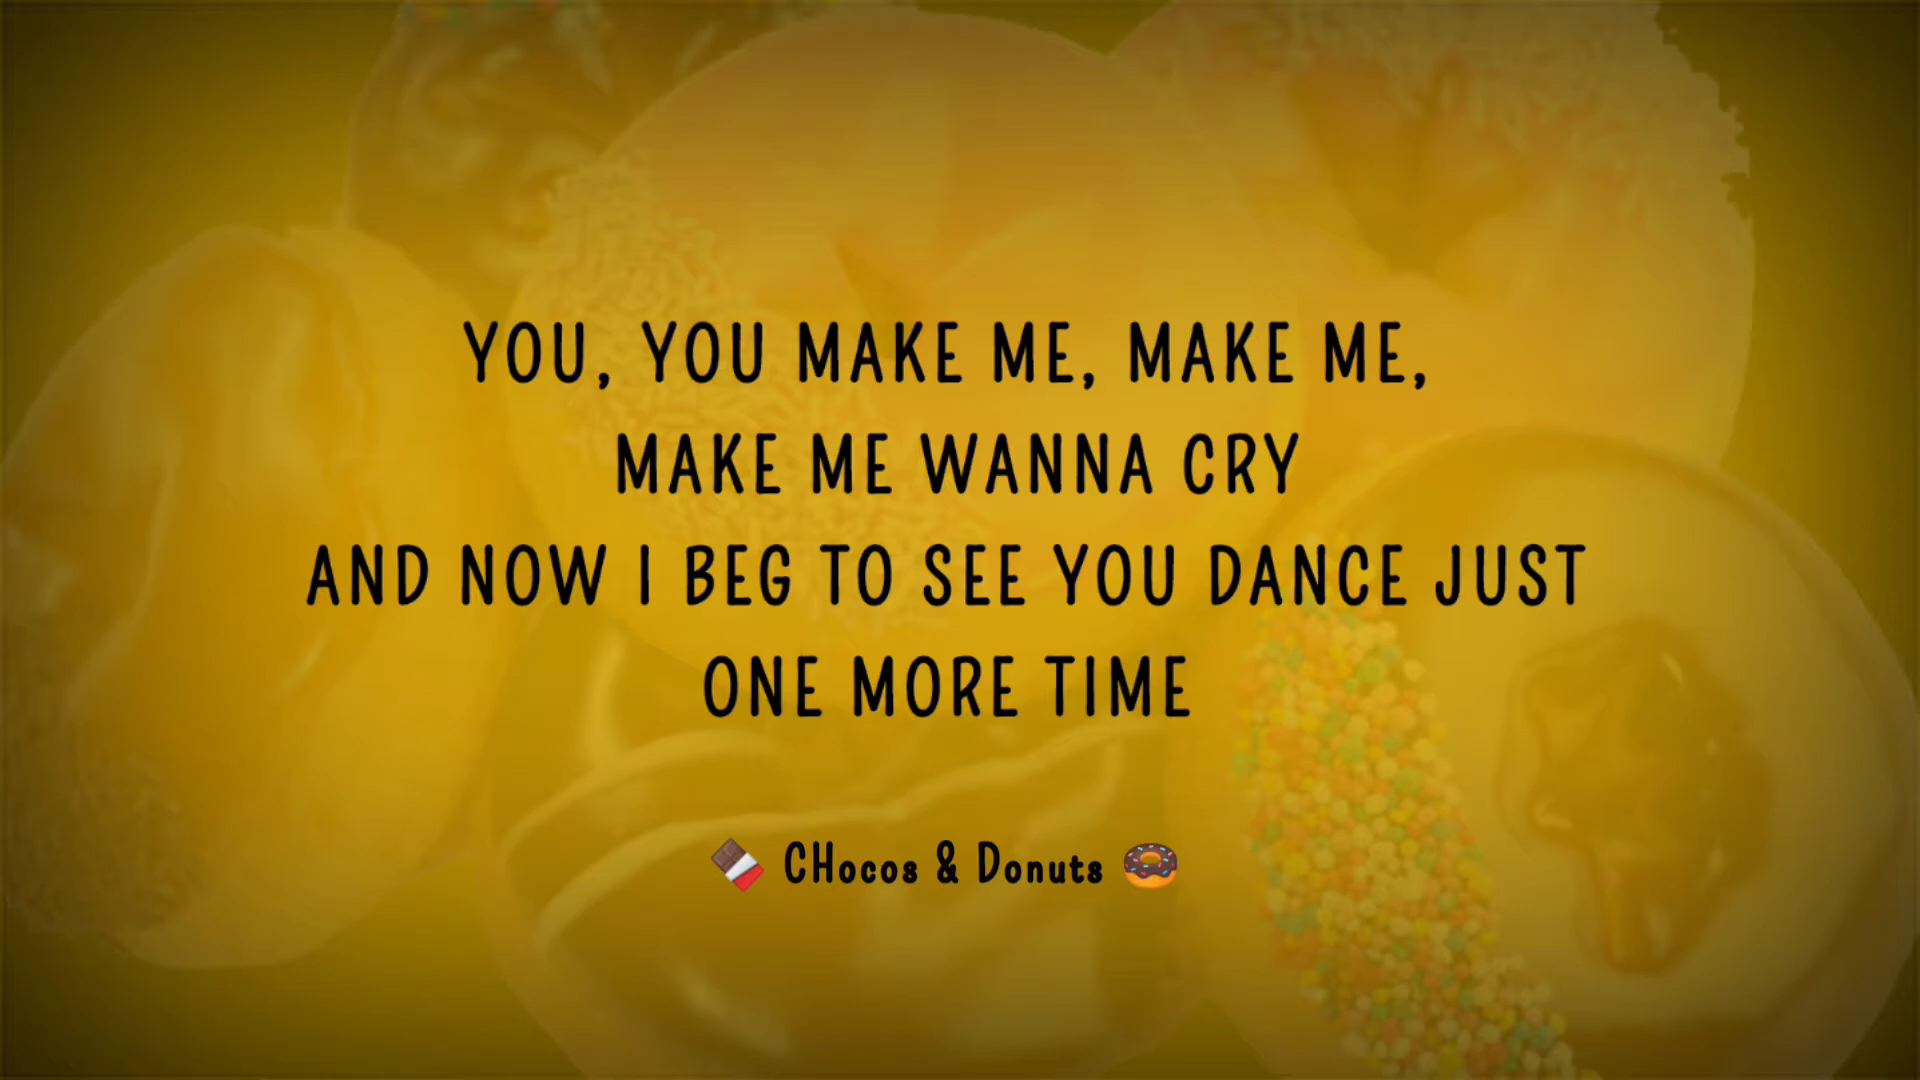 YOU, YOU MAKE ME, MAKE ME,
MAKE ME WANNA CRY
AND NOW I BEG TO SEE YOU DANCE JUST
ONE MORE TIME
🍫 CHocos & Donuts 🍩